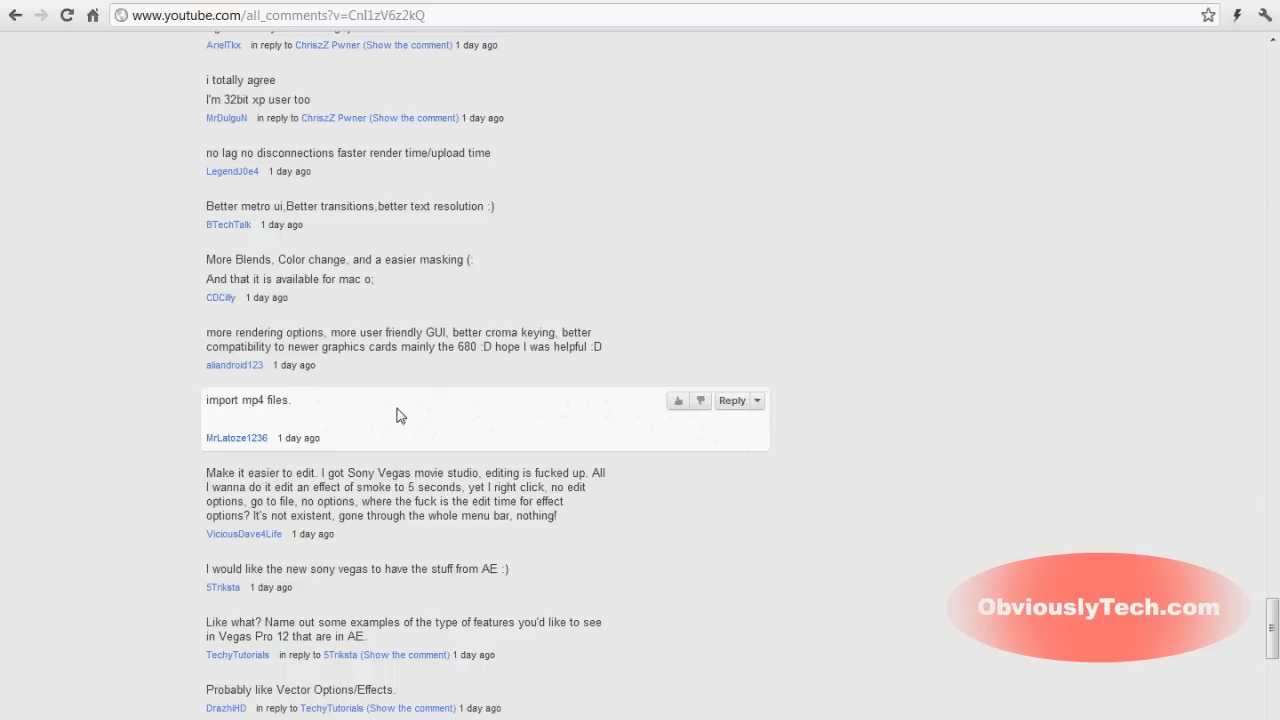 www.youtube.com/all_comments?v=CnI1zV6z2kQ
ArielTkx in reply to ChriszZ Pwner (Show the comment) 1 day ago
i totally agree
I'm 32bit xp user too
MrDulguN in reply to ChriszZ Pwner (Show the comment) 1 day ago
no lag no disconnections faster render time/upload time
LegendJ0e4 1 day ago
Better metro ui,Better transitions,better text resolution :}
BTechTalk 1 day ago
More Blends, Color change, and a easier masking (:
And that it is available for mac o;
CDCilly 1 day ago
more rendering options, more user friendly GUI, better croma keying, better
compatibility to newer graphics cards mainly the 680 :D hope I was helpful :D
aliandroid123 1 day ago
import mp4 files.
Reply
MrLatoze1236 1 day ago
Make it easier to edit. I got Sony Vegas movie studio, editing is fucked up. All
I wanna do it edit an effect of smoke to 5 seconds, yet I right click, no edit
options, go to file, no options, where the fuck is the edit time for effect
options? It's not existent, gone through the whole menu bar, nothing!
ViciousDave4Life 1 day ago
I would like the new sony vegas to have the stuff from AE :)
5Triksta 1 day ago
ObviouslyTech.com
Like what? Name out some examples of the type of features you'd like to see
in Vegas Pro 12 that are in AE.
TechyTutorials in reply to 5Triksta (Show the comment) 1 day ago
Probably like Vector Options/Effects.
DrazhiHD in reply to TechyTutorials (Show the comment) 1 day ago